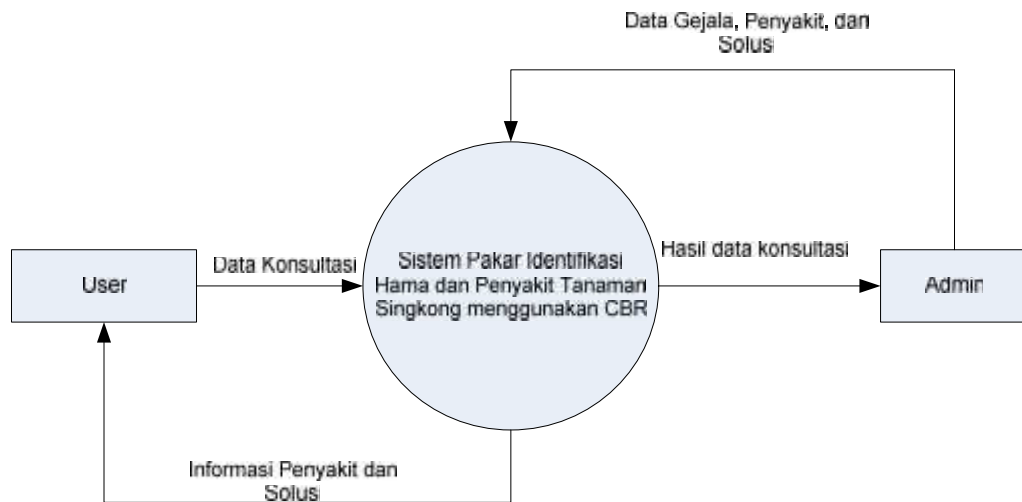 Data Gejala, Penyakit, dan
Solusi
User
Data Konsultasi
Sistem Pakar Identifikasi
Hama dan Penyakit Tanaman
Singkong menggunakan CBR
Hasil data konsultasi
Admin
Informasi Penyakit dan
Solusi